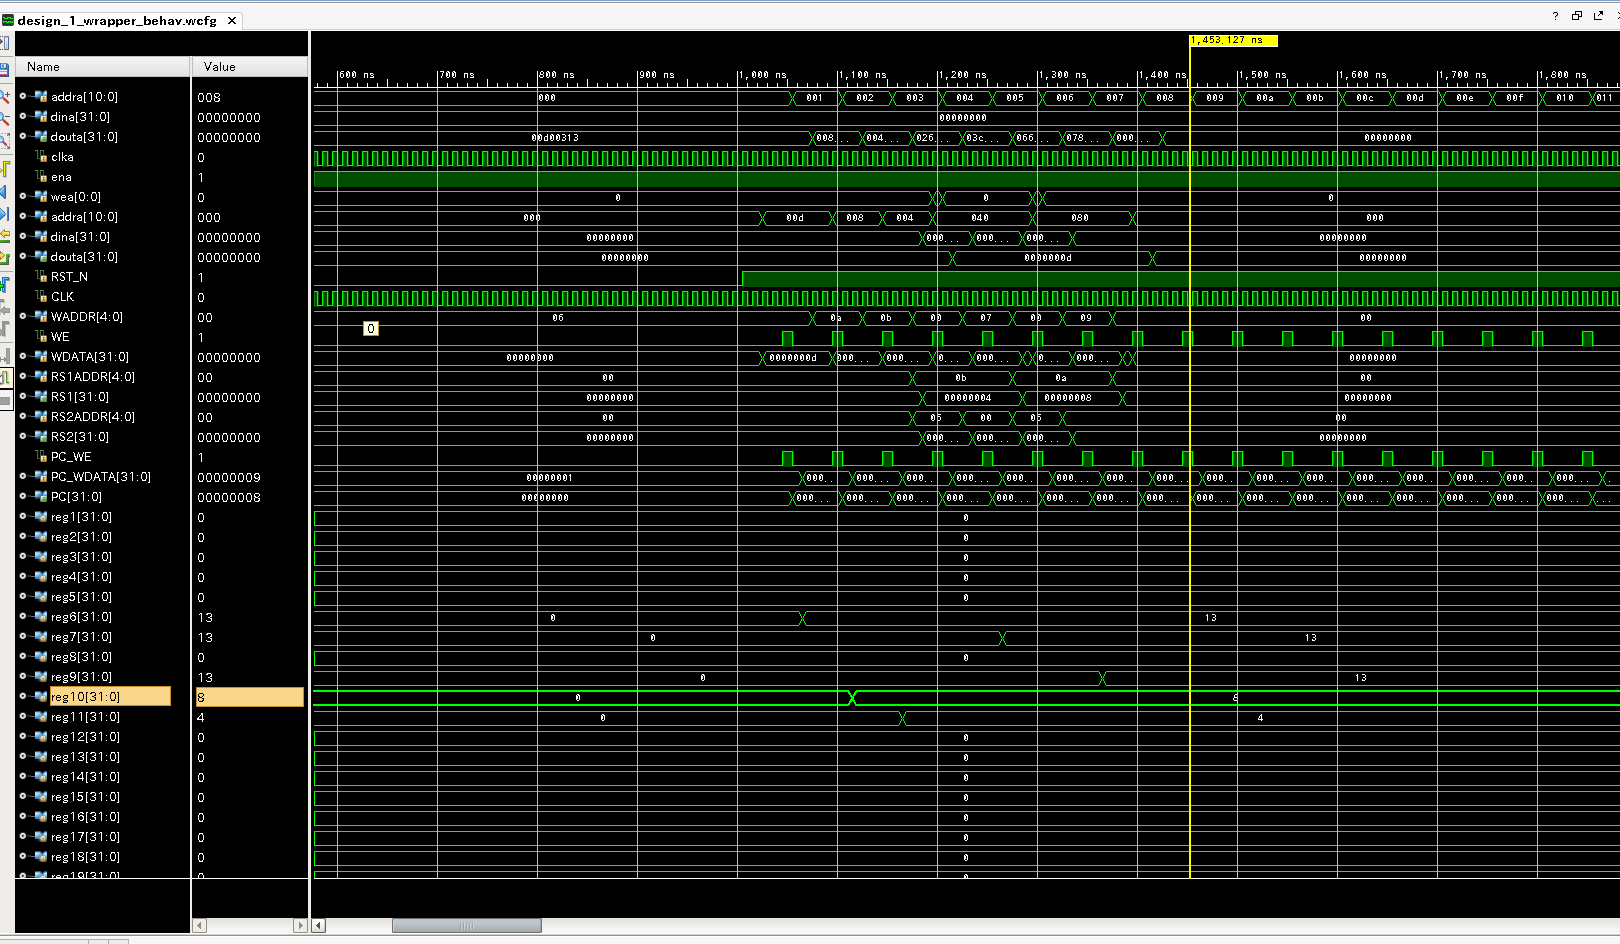 design_1_wrapper_behav.wcfg
1,453.127 ns
Name Value
600 ns 700 ns 800 ns 900 ns 1,000 ns 1,100 ns 1,200 ns 1,300 ns 1,400 ns 1,500 ns 1,600 ns 1,700 ns 1,800 ns
addra[10:0] 008 000 001 002 003 004 005 006 007 008 009 00a 00b 00c 00d 00e 00f 010 011
dina[31:0] 00000000 00000000
douta[31:0] 00000000 00d00313 008... 004... 026... 03c... 066... 078... 000... 00000000
clka 0
ena 1
wea[0:0] 0 0 0 0
addra[10:0] 000 000 00d 008 004 040 080 000
dina[31:0] 00000000 00000000 000... 000... 000... 00000000
douta[31:0] 00000000 00000000 0000000d 00000000
RST_N 1
CLK 0
WADDR[4:0] 00 06 0a 0b 07 09 00
0
WE 1
WDATA[31:0] 00000000 00000000 0000000d 000... 000... 000... 000... 0... 000... 00000000
RS1ADDR[4:0] 00 00 0b 0a 00
RS1[31:0] 00000000 00000000 00000004 00000008 00000000
RS2ADDR[4:0] 00 00 05 00 05 00
RS2[31:0] 00000000 00000000 000... 000... 000... 00000000
PC_WE 1
PC_WDATA[31:0] 00000009 00000001 000... 000... 000... 000... 000... 000... 000... 000... 000... 000... 000... 000... 000... 000... 000... 000...
PC[31:0] 00000008 00000000 000... 000... 000... 000... 000... 000... 000... 000... 000... 000... 000... 000... 000... 000... 000... 000...
reg1[31:0] 0 0
reg2[31:0] 0 0
reg3[31:0] 0 0
reg4[31:0] 0 0
reg5[31:0] 0 0
reg6[31:0] 13 0 13
reg7[31:0] 13 0 13
reg8[31:0] 0 0
reg9[31:0] 13 0 13
reg10[31:0] 8 0 8
reg11[31:0] 4 0 4
reg12[31:0] 0 0
reg13[31:0] 0 0
reg14[31:0] 0 0
reg15[31:0] 0 0
reg16[31:0] 0 0
reg17[31:0] 0 0
reg18[31:0] 0 0
reg19[31:0] 0 0